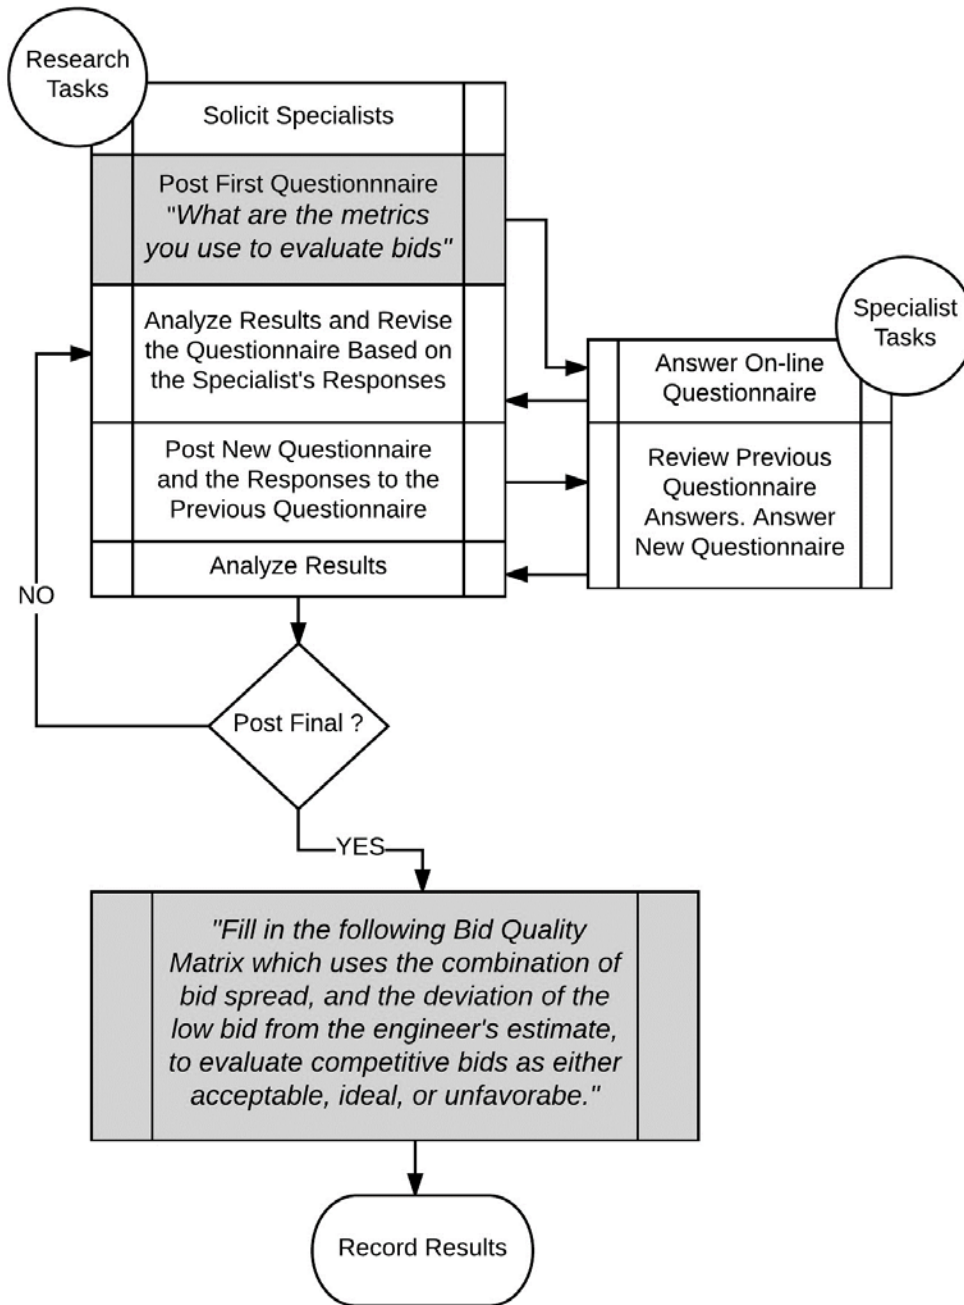 Research
Tasks
Solicit Specialists
Post First Questionnnaire
"What are the metrics
you use to evaluate bids"
Analyze Results and Revise
the Questionnaire Based on
the Specialist's Responses
Post New Questionnaire
and the Responses to the
Previous Questionnaire
Analyze Results
Specialist
Tasks
Answer On-line
Questionnaire
Review Previous
Questionnaire
Answers. Answer
New Questionnaire
NO
Post Final ?
YES
"Fill in the following Bid Quality
Matrix which uses the combination of
bid spread, and the deviation of the
low bid from the engineer's estimate,
to evaluate competitive bids as either
acceptable, ideal, or unfavorabe."
Record Results